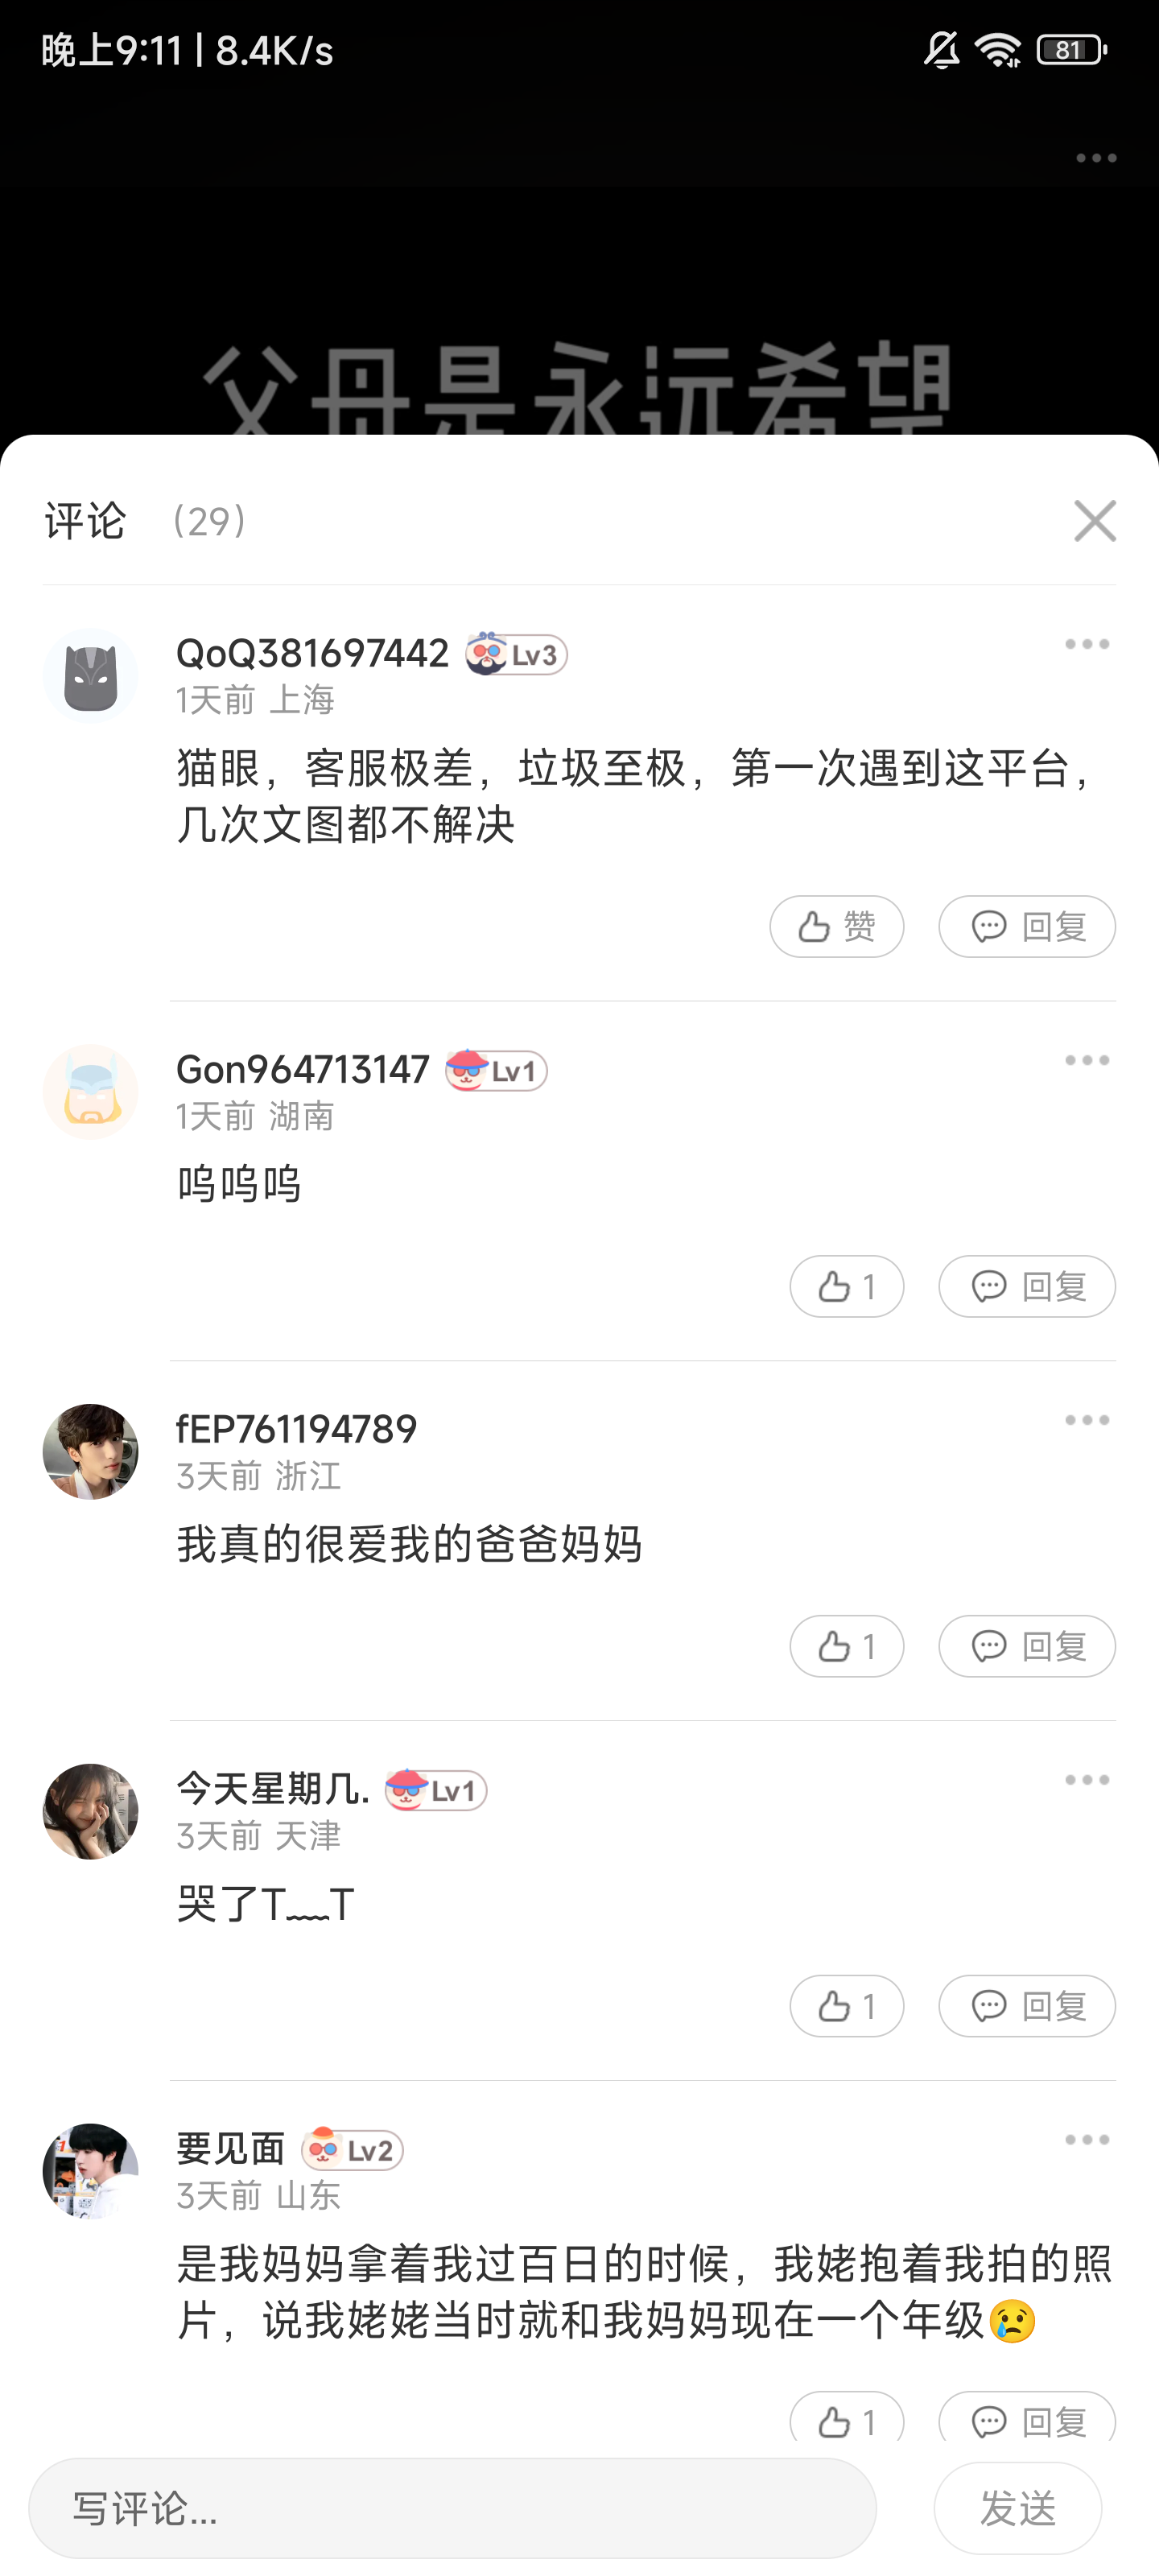 晚上9:11 | 8.4K/s
81
父母是永远希望
评论 (29)
QoQ381697442 Lv3
1天前 上海
猫眼，客服极差，垃圾至极，第一次遇到这平台，
几次文图都不解决
赞 回复
Gon964713147 Lv1
1天前 湖南
呜呜呜
1 回复
fEP761194789
3天前 浙江
我真的很爱我的爸爸妈妈
1 回复
今天星期几. Lv1
3天前 天津
哭了T﹏T
1 回复
要见面 Lv2
3天前 山东
是我妈妈拿着我过百日的时候，我姥抱着我拍的照
片，说我姥姥当时就和我妈妈现在一个年级😢
1 回复
写评论... 发送